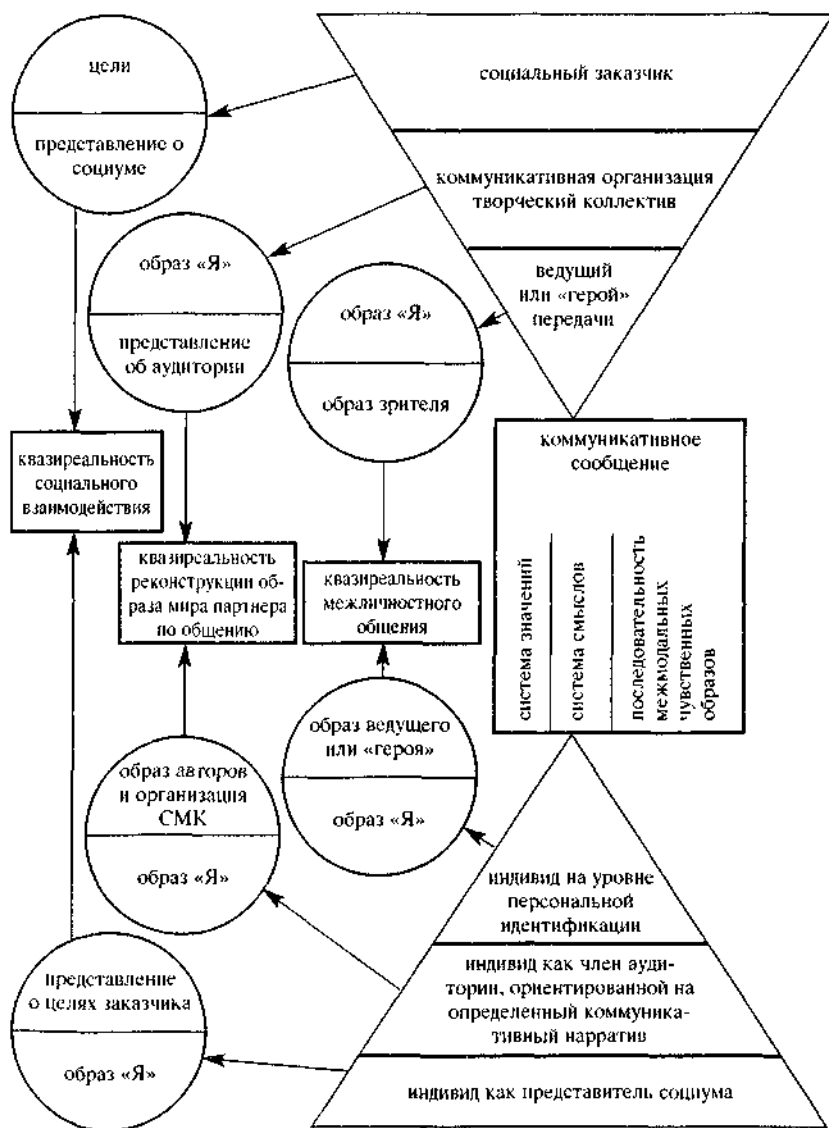 цели
представление о
социуме
социальный заказчик
коммуникативная организация
творческий коллектив
образ «Я»
представление
об аудитории
ведущий
или «герой»
передачи
образ «Я»
образ зрителя
коммуникативное
сообщение
система значений
система смыслов
последовательность
межмодальных
чувственных
образов
квазиреальность
социального
взаимодействия
квазиреальность
реконструкции об-
раза мира партнера
по общению
квазиреальность
межличностного
общения
образ ведущего
или «героя»
образ «Я»
образ авторов
и организация
СМК
образ «Я»
представление
о целях заказчика
образ «Я»
индивид на уровне
персональной
идентификации
индивид как член ауди-
тории, ориентированной на
определенный коммуника-
тивный нарратив
индивид как представитель социума